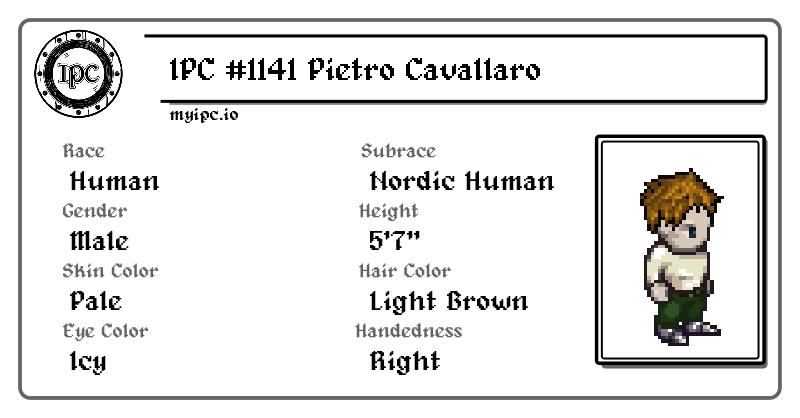 IPC
IPC #1141 Pietro Cavallaro
myipc.io
Race
Human
Subrace
Nordic Human
Gender
Male
Height
5'7"
Skin Color
Pale
Hair Color
Light Brown
Eye Color
Icy
Handedness
Right